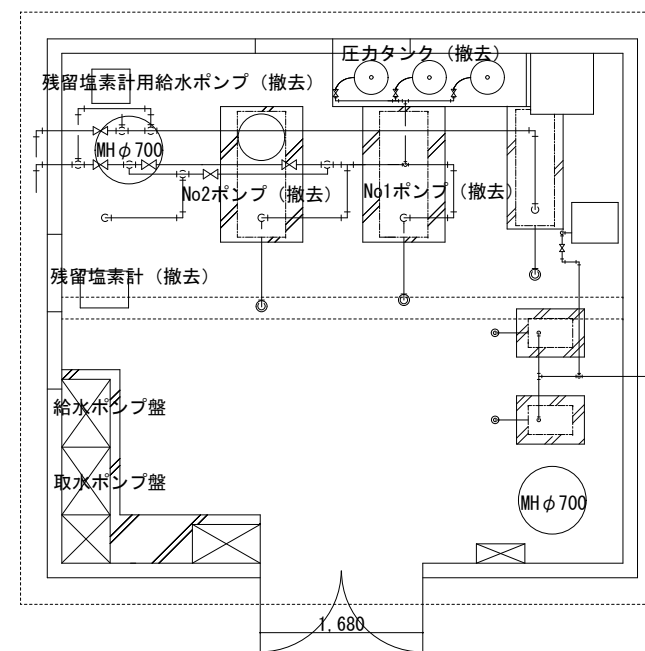 圧力タンク（撤去）
残留塩素計用給水ポンプ（撤去）
MHφ700
No2ポンプ（撤去）
No1ポンプ（撤去）
残留塩素計（撤去）
給水ポンプ盤
取水ポンプ盤
MHφ700
1,680